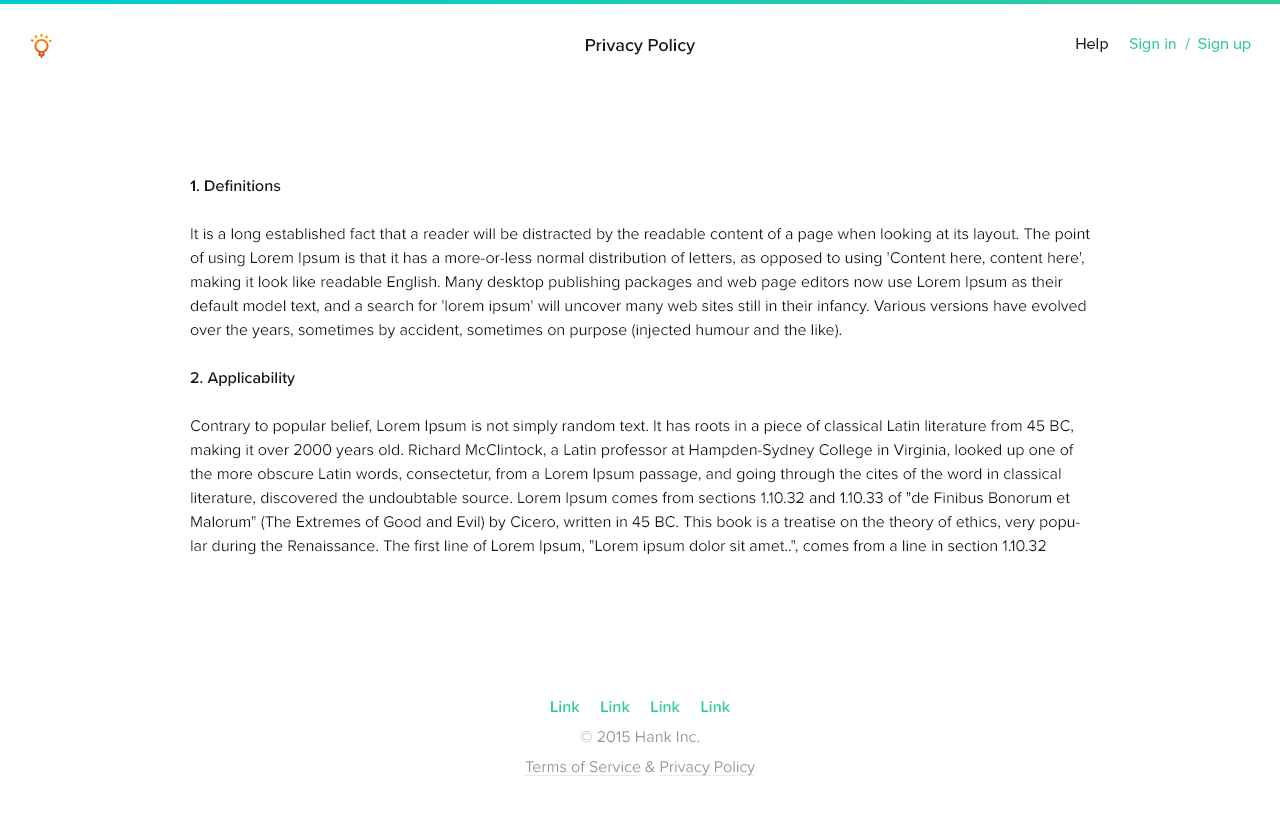 Privacy Policy
Help Sign in / Sign up
1. Definitions
It is a long established fact that a reader will be distracted by the readable content of a page when looking at its layout. The point
of using Lorem Ipsum is that it has a more-or-less normal distribution of letters, as opposed to using 'Content here, content here',
making it look like readable English. Many desktop publishing packages and web page editors now use Lorem Ipsum as their
default model text, and a search for 'lorem ipsum' will uncover many web sites still in their infancy. Various versions have evolved
over the years, sometimes by accident, sometimes on purpose (injected humour and the like).
2. Applicability
Contrary to popular belief, Lorem Ipsum is not simply random text. It has roots in a piece of classical Latin literature from 45 BC,
making it over 2000 years old. Richard McClintock, a Latin professor at Hampden-Sydney College in Virginia, looked up one of
the more obscure Latin words, consectetur, from a Lorem Ipsum passage, and going through the cites of the word in classical
literature, discovered the undoubtable source. Lorem Ipsum comes from sections 1.10.32 and 1.10.33 of "de Finibus Bonorum et
Malorum" (The Extremes of Good and Evil) by Cicero, written in 45 BC. This book is a treatise on the theory of ethics, very popu-
lar during the Renaissance. The first line of Lorem Ipsum, "Lorem ipsum dolor sit amet..", comes from a line in section 1.10.32
Link Link Link Link
© 2015 Hank Inc.
Terms of Service & Privacy Policy